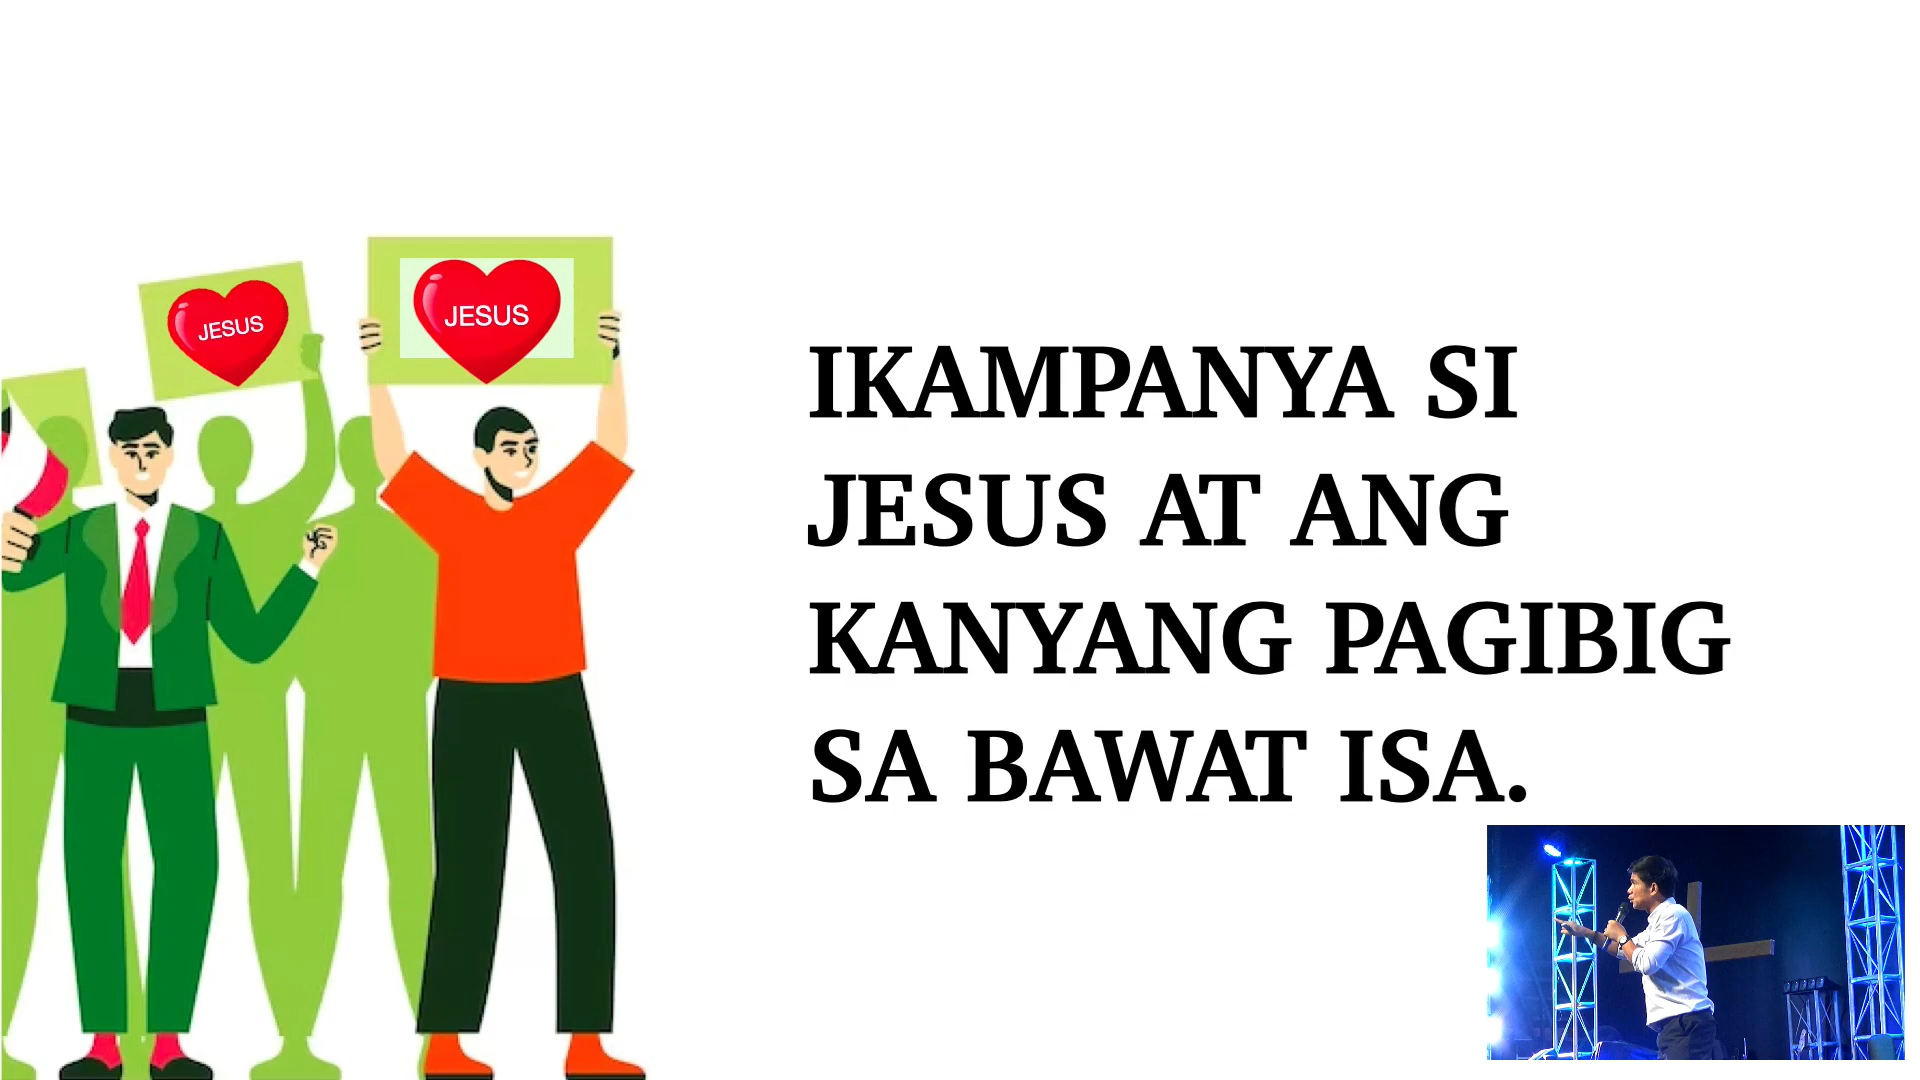 JESUS
JESUS
IKAMPANYA SI
JESUS AT ANG
KANYANG PAGIBIG
SA BAWAT ISA.